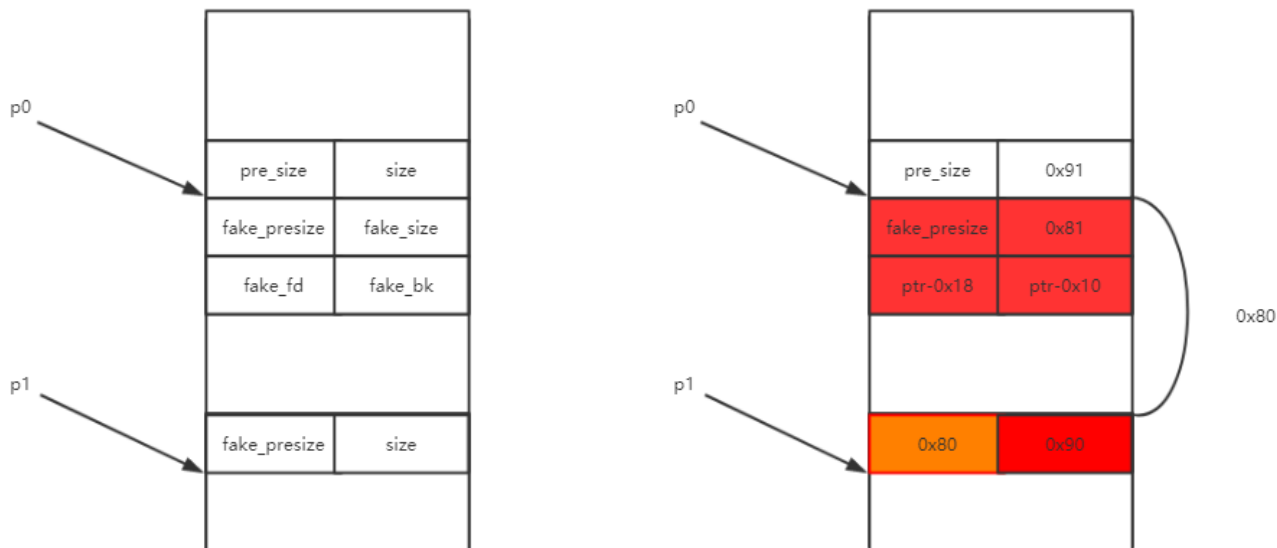 p0
pre_size size
fake_presize fake_size
fake_fd fake_bk
p1
fake_presize size
p0
pre_size 0x91
fake_presize 0x81
ptr-0x18 ptr-0x10
0x80
p1
0x80 0x90